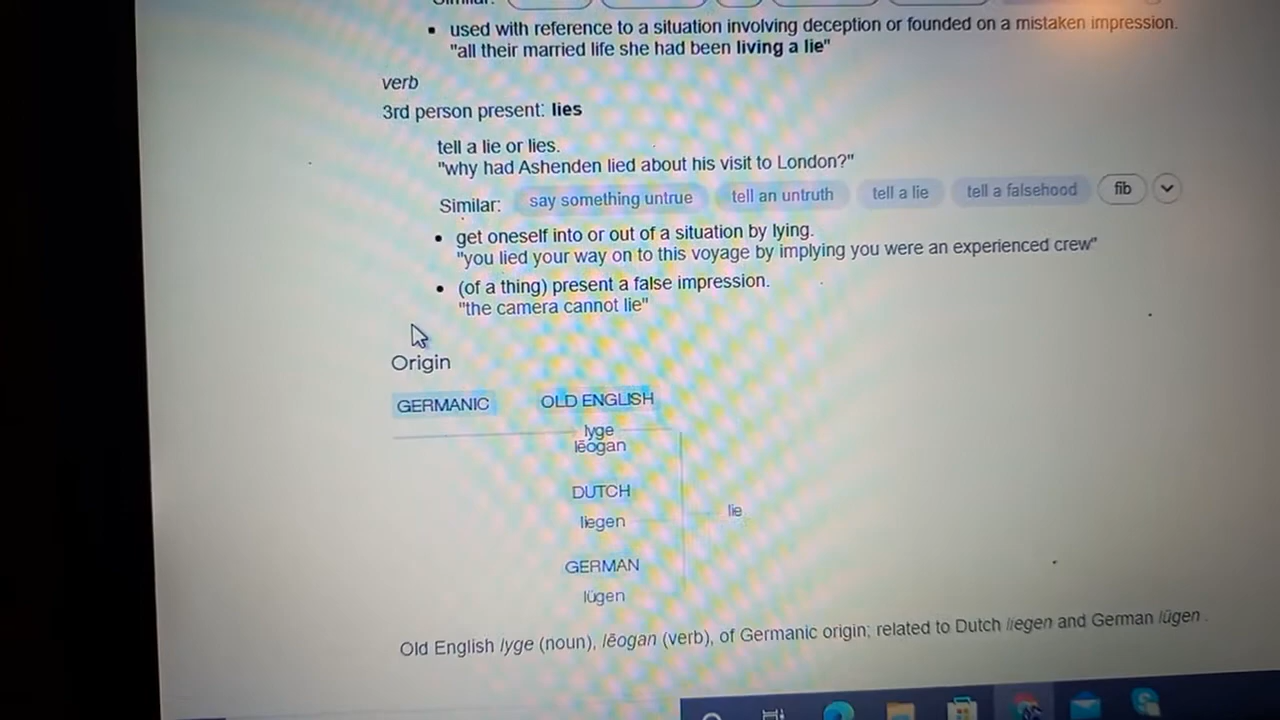 Similar:
used with reference to a situation involving deception or founded on a mistaken impression.
"all their married life she had been living a lie"
verb
3rd person present: lies
tell a lie or lies.
"why had Ashenden lied about his visit to London?"
Similar: say something untrue tell an untruth tell a lie tell a falsehood fib
get oneself into or out of a situation by lying.
"you lied your way on to this voyage by implying you were an experienced crew"
(of a thing) present a false impression.
"the camera cannot lie"
Origin
GERMANIC OLD ENGLISH
lyge
lēogan
DUTCH
liegen
lie
GERMAN
lügen
Old English lyge (noun), lēogan (verb), of Germanic origin; related to Dutch liegen and German lügen .